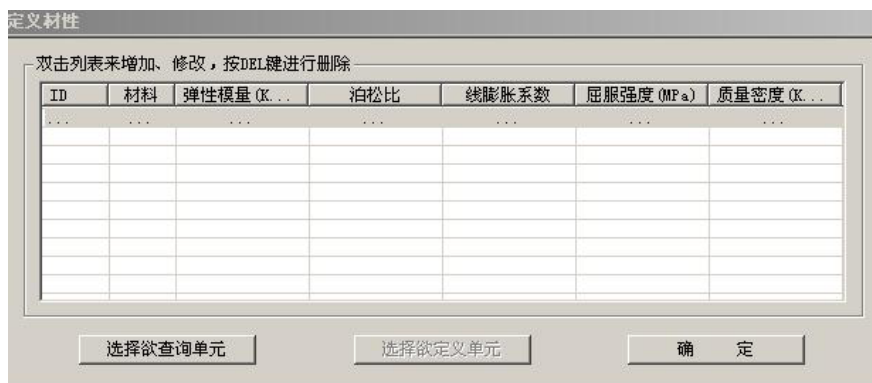 定义材性
双击列表来增加、修改，按DEL键进行删除
ID 材料 弹性模量(K... 泊松比 线膨胀系数 屈服强度(MPa) 质量密度(K...
... ... ... ... ... ... ...
选择欲查询单元 选择欲定义单元 确 定